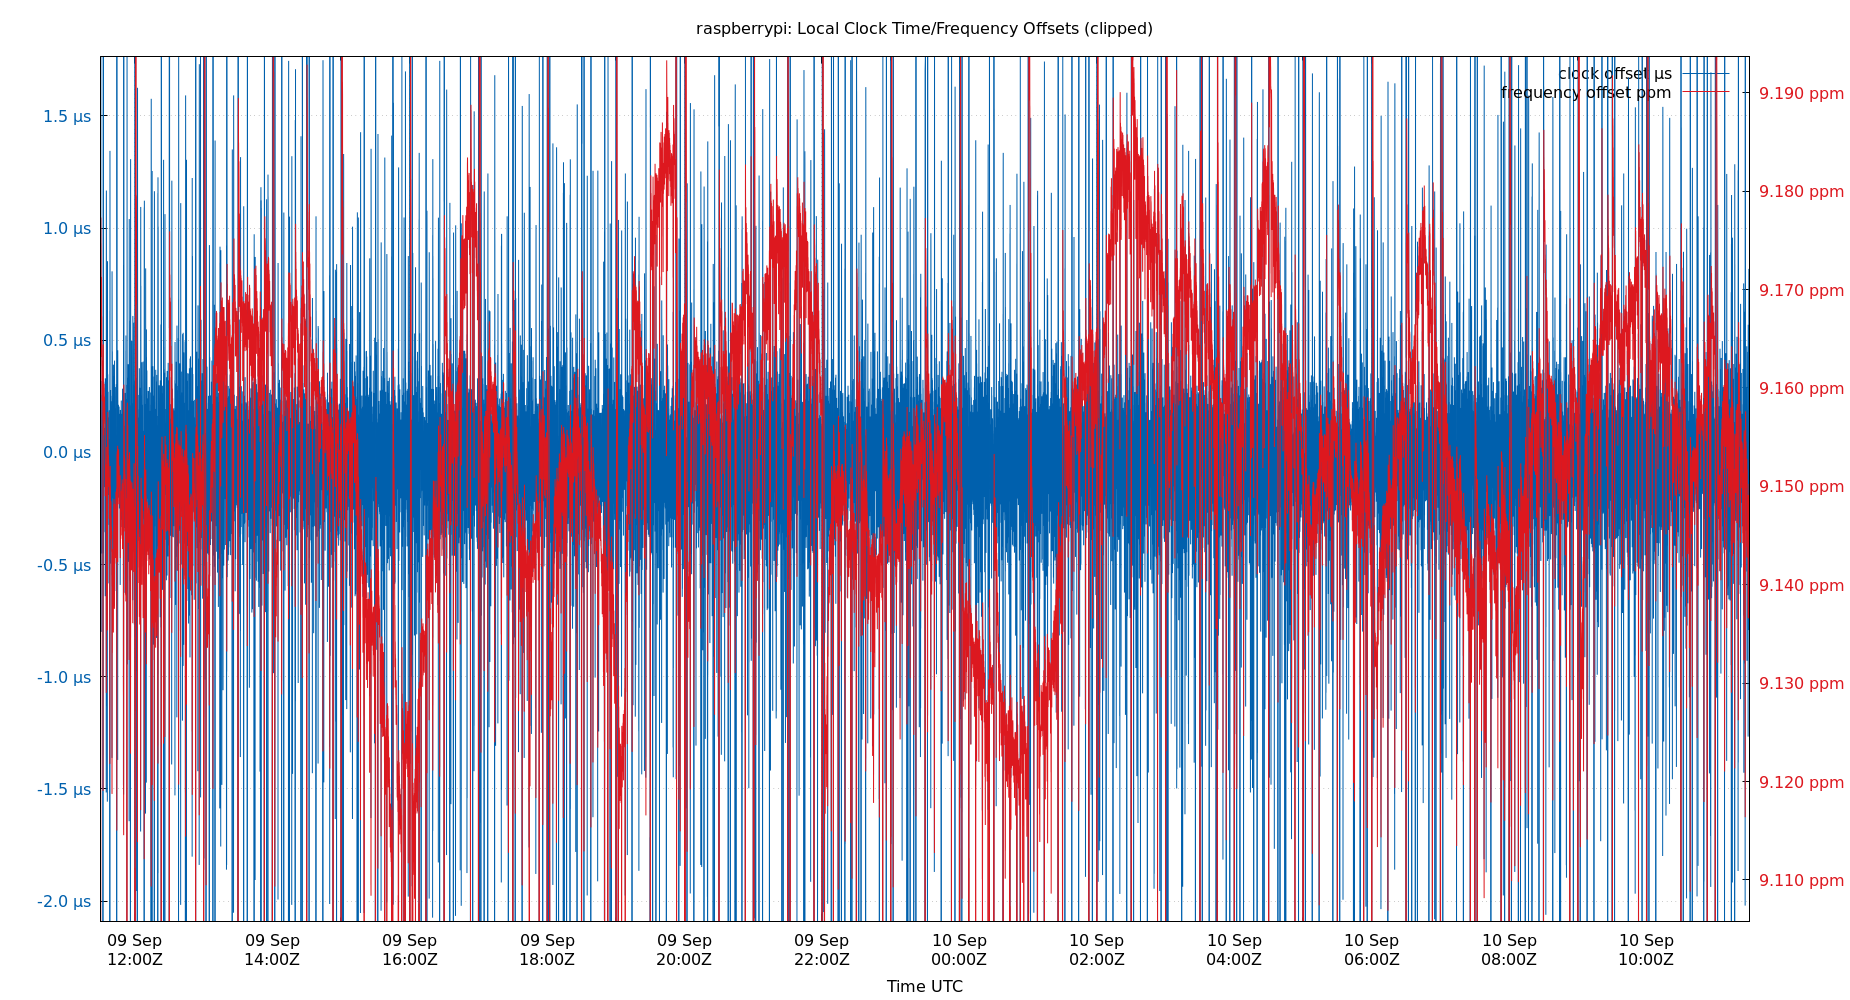 raspberrypi: Local Clock Time/Frequency Offsets (clipped)
clock offset µs
frequency offset ppm
1.5 µs
1.0 µs
0.5 µs
0.0 µs
-0.5 µs
-1.0 µs
-1.5 µs
-2.0 µs
9.190 ppm
9.180 ppm
9.170 ppm
9.160 ppm
9.150 ppm
9.140 ppm
9.130 ppm
9.120 ppm
9.110 ppm
09 Sep 09 Sep 09 Sep 09 Sep 09 Sep 09 Sep 10 Sep 10 Sep 10 Sep 10 Sep 10 Sep 10 Sep
12:00Z 14:00Z 16:00Z 18:00Z 20:00Z 22:00Z 00:00Z 02:00Z 04:00Z 06:00Z 08:00Z 10:00Z
Time UTC